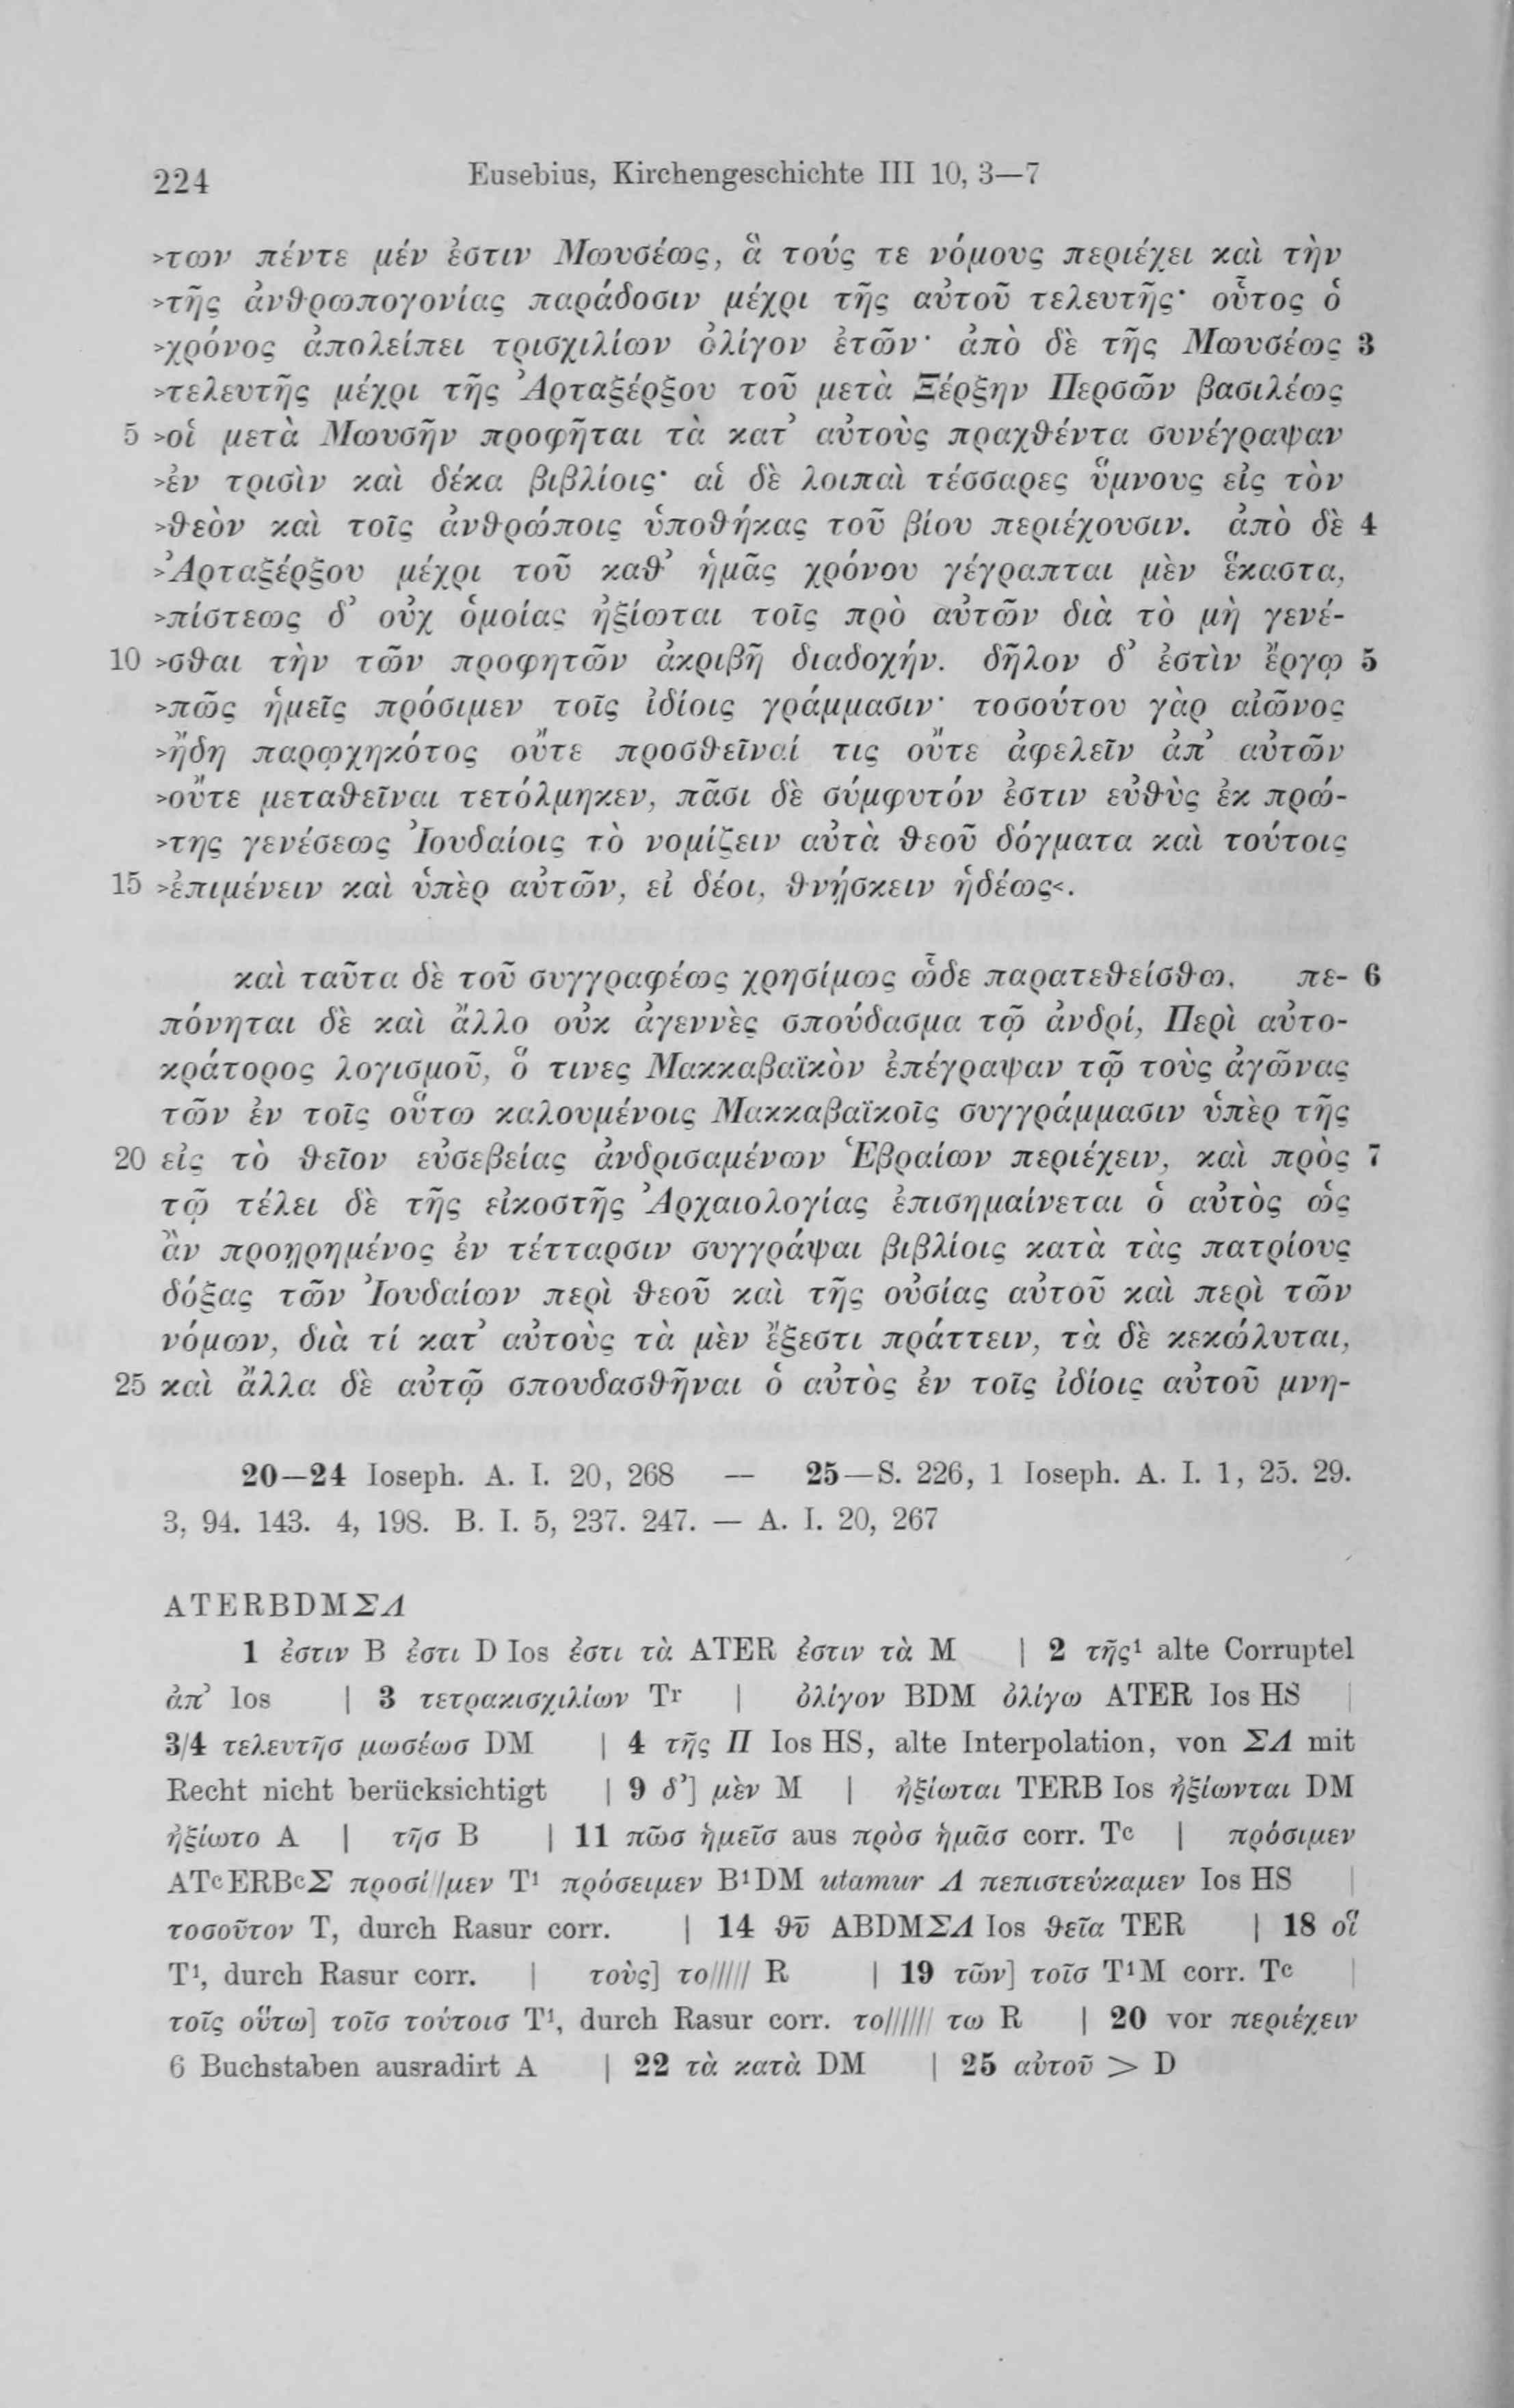 224 Eusebius, Kirchengeschichte III 10, 3—7
>των πέντε μέν ἐστιν Μωυσέως, ἃ τούς τε νόμους περιέχει καὶ τὴν
>τῆς ἀνθρωπογονίας παράδοσιν μέχρι τῆς αὐτοῦ τελευτῆς· οὗτος ὁ
>χρόνος ἀπολείπει τρισχιλίων ὀλίγον ἐτῶν· ἀπὸ δὲ τῆς Μωυσέως 3
>τελευτῆς μέχρι τῆς Ἀρταξέρξου τοῦ μετὰ Ξέρξην Περσῶν βασιλέως
5 >οἱ μετὰ Μωυσῆν προφῆται τὰ κατ᾽ αὐτοὺς πραχθέντα συνέγραψαν
>ἐν τρισὶν καὶ δέκα βιβλίοις· αἱ δὲ λοιπαὶ τέσσαρες ὕμνους εἰς τὸν
>θεὸν καὶ τοῖς ἀνθρώποις ὑποθήκας τοῦ βίου περιέχουσιν. ἀπὸ δὲ 4
>Ἀρταξέρξου μέχρι τοῦ καθ᾽ ἡμᾶς χρόνου γέγραπται μὲν ἕκαστα,
>πίστεως δ᾽ οὐχ ὁμοίας ἠξίωται τοῖς πρὸ αὐτῶν διὰ τὸ μὴ γενέ-
10 >σθαι τὴν τῶν προφητῶν ἀκριβῆ διαδοχήν. δῆλον δ᾽ ἐστὶν ἔργῳ 5
>πῶς ἡμεῖς πρόσιμεν τοῖς ἰδίοις γράμμασιν· τοσούτου γὰρ αἰῶνος
>ἤδη παρῳχηκότος οὔτε προσθεῖναί τις οὔτε ἀφελεῖν ἀπ᾽ αὐτῶν
>οὔτε μεταθεῖναι τετόλμηκεν, πᾶσι δὲ σύμφυτόν ἐστιν εὐθὺς ἐκ πρώ-
>της γενέσεως Ἰουδαίοις τὸ νομίζειν αὐτὰ θεοῦ δόγματα καὶ τούτοις
15 >ἐπιμένειν καὶ ὑπὲρ αὐτῶν, εἰ δέοι, θνῄσκειν ἡδέως<.
καὶ ταῦτα δὲ τοῦ συγγραφέως χρησίμως ὧδε παρατεθείσθω. πε- 6
πόνηται δὲ καὶ ἄλλο οὐκ ἀγεννὲς σπούδασμα τῷ ἀνδρί, Περὶ αὐτο-
κράτορος λογισμοῦ, ὅ τινες Μακκαβαϊκὸν ἐπέγραψαν τῷ τοὺς ἀγῶνας
τῶν ἐν τοῖς οὕτω καλουμένοις Μακκαβαϊκοῖς συγγράμμασιν ὑπὲρ τῆς
20 εἰς τὸ θεῖον εὐσεβείας ἀνδρισαμένων Ἑβραίων περιέχειν, καὶ πρὸς 7
τῷ τέλει δὲ τῆς εἰκοστῆς Ἀρχαιολογίας ἐπισημαίνεται ὁ αὐτὸς ὡς
ἂν προῃρημένος ἐν τέτταρσιν συγγράψαι βιβλίοις κατὰ τὰς πατρίους
δόξας τῶν Ἰουδαίων περὶ θεοῦ καὶ τῆς οὐσίας αὐτοῦ καὶ περὶ τῶν
νόμων, διὰ τί κατ᾽ αὐτοὺς τὰ μὲν ἔξεστι πράττειν, τὰ δὲ κεκώλυται,
25 καὶ ἄλλα δὲ αὐτῷ σπουδασθῆναι ὁ αὐτὸς ἐν τοῖς ἰδίοις αὐτοῦ μνη-
20—24 Ioseph. A. I. 20, 268 — 25—S. 226, 1 Ioseph. A. I. 1, 25. 29.
3, 94. 143. 4, 198. B. I. 5, 237. 247. — A. I. 20, 267
ATERBDMΣΛ
1 ἐστιν B ἐστι D Ios ἐστι τὰ ATER ἐστιν τὰ M | 2 τῆς¹ alte Corruptel
ἀπ᾽ Ios | 3 τετρακισχιλίων Tʳ | ὀλίγον BDM ὀλίγω ATER Ios HS |
3/4 τελευτῆσ μωσέωσ DM | 4 τῆς Π Ios HS, alte Interpolation, von ΣΛ mit
Recht nicht berücksichtigt | 9 δ᾽] μὲν M | ἠξίωται TERB Ios ἠξίωνται DM
ἠξίωτο A | τῆσ B | 11 πῶσ ἡμεῖσ aus πρὸσ ἡμᾶσ corr. Tᶜ | πρόσιμεν
ATᶜERBᶜΣ προσί//μεν T¹ πρόσειμεν B¹DM utamur Λ πεπιστεύκαμεν Ios HS |
τοσοῦτον T, durch Rasur corr. | 14 θῡ ABDMΣΛ Ios θεῖα TER | 18 οἵ
T¹, durch Rasur corr. | τοὺς] το///// R | 19 τῶν] τοῖσ T¹M corr. Tᶜ |
τοῖς οὕτω] τοῖσ τούτοισ T¹, durch Rasur corr. το////// τω R | 20 vor περιέχειν
6 Buchstaben ausradirt A | 22 τὰ κατὰ DM | 25 αὐτοῦ > D